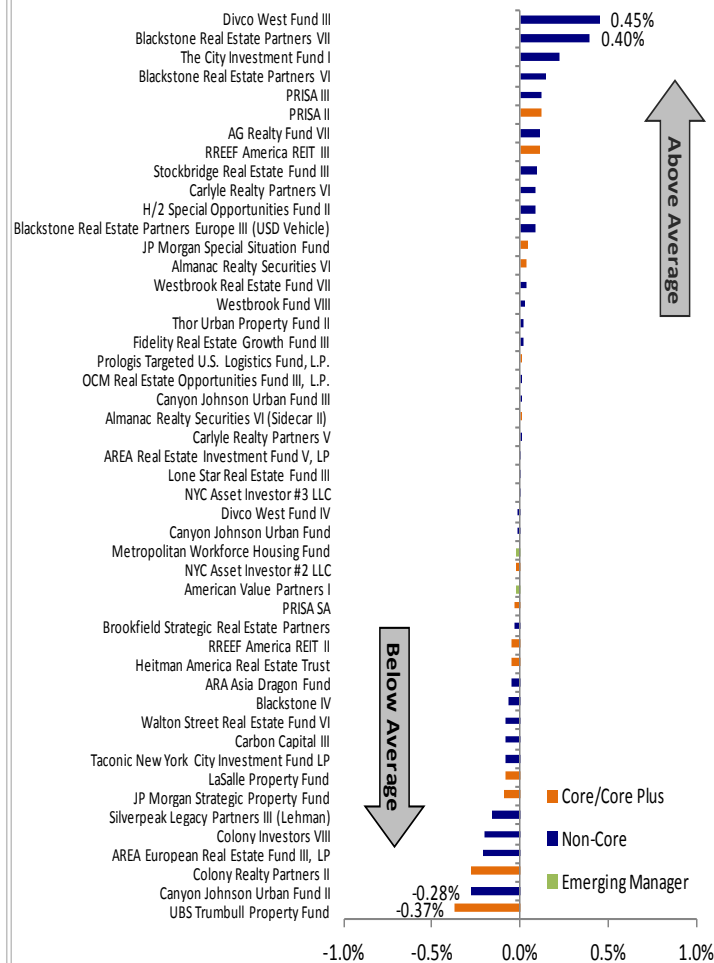 Divco West Fund III
0.45%
Blackstone Real Estate Partners VII
0.40%
The City Investment Fund I
Blackstone Real Estate Partners VI
PRISA III
PRISA II
AG Realty Fund VII
RREEF America REIT III
Stockbridge Real Estate Fund III
Carlyle Realty Partners VI
H/2 Special Opportunities Fund II
Blackstone Real Estate Partners Europe III (USD Vehicle)
JP Morgan Special Situation Fund
Almanac Realty Securities VI
Westbrook Real Estate Fund VII
Westbrook Fund VIII
Thor Urban Property Fund II
Fidelity Real Estate Growth Fund III
Prologis Targeted U.S. Logistics Fund, L.P.
OCM Real Estate Opportunities Fund III, L.P.
Canyon Johnson Urban Fund III
Almanac Realty Securities VI (Sidecar II)
Carlyle Realty Partners V
AREA Real Estate Investment Fund V, LP
Lone Star Real Estate Fund III
NYC Asset Investor #3 LLC
Divco West Fund IV
Canyon Johnson Urban Fund
Metropolitan Workforce Housing Fund
NYC Asset Investor #2 LLC
American Value Partners I
PRISA SA
Brookfield Strategic Real Estate Partners
RREEF America REIT II
Heitman America Real Estate Trust
ARA Asia Dragon Fund
Blackstone IV
Walton Street Real Estate Fund VI
Carbon Capital III
Taconic New York City Investment Fund LP
LaSalle Property Fund
JP Morgan Strategic Property Fund
Silverpeak Legacy Partners III (Lehman)
Colony Investors VIII
AREA European Real Estate Fund III, LP
Colony Realty Partners II
Canyon Johnson Urban Fund II
-0.28%
UBS Trumbull Property Fund
-0.37%
Above Average
Below Average
Core/Core Plus
Non-Core
Emerging Manager
-1.0%
-0.5%
0.0%
0.5%
1.0%